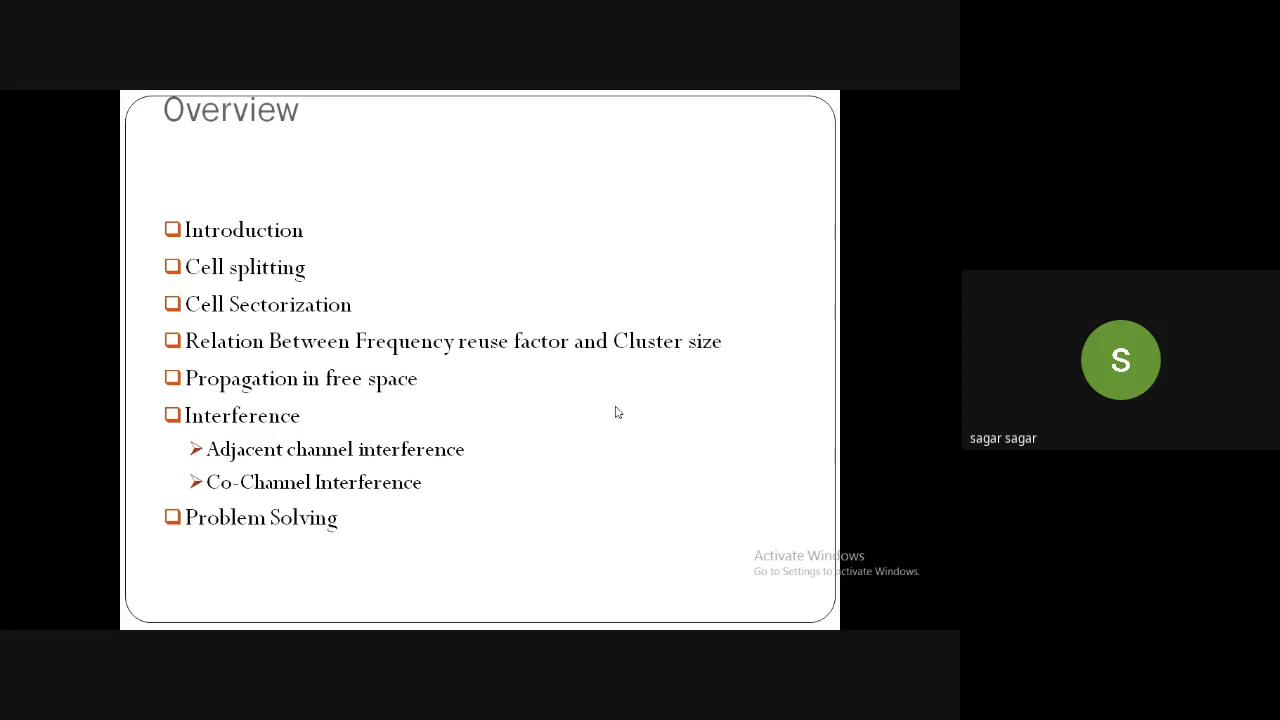 Overview
Introduction
Cell splitting
Cell Sectorization
Relation Between Frequency reuse factor and Cluster size
Propagation in free space
Interference
Adjacent channel interference
Co-Channel Interference
Problem Solving
Activate Windows
Go to Settings to activate Windows.
S
sagar sagar